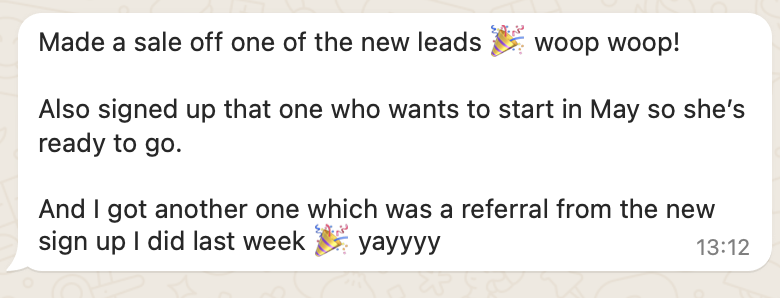 Made a sale off one of the new leads 🎉 woop woop!
Also signed up that one who wants to start in May so she's
ready to go.
And I got another one which was a referral from the new
sign up I did last week 🎉 yayyyy
13:12